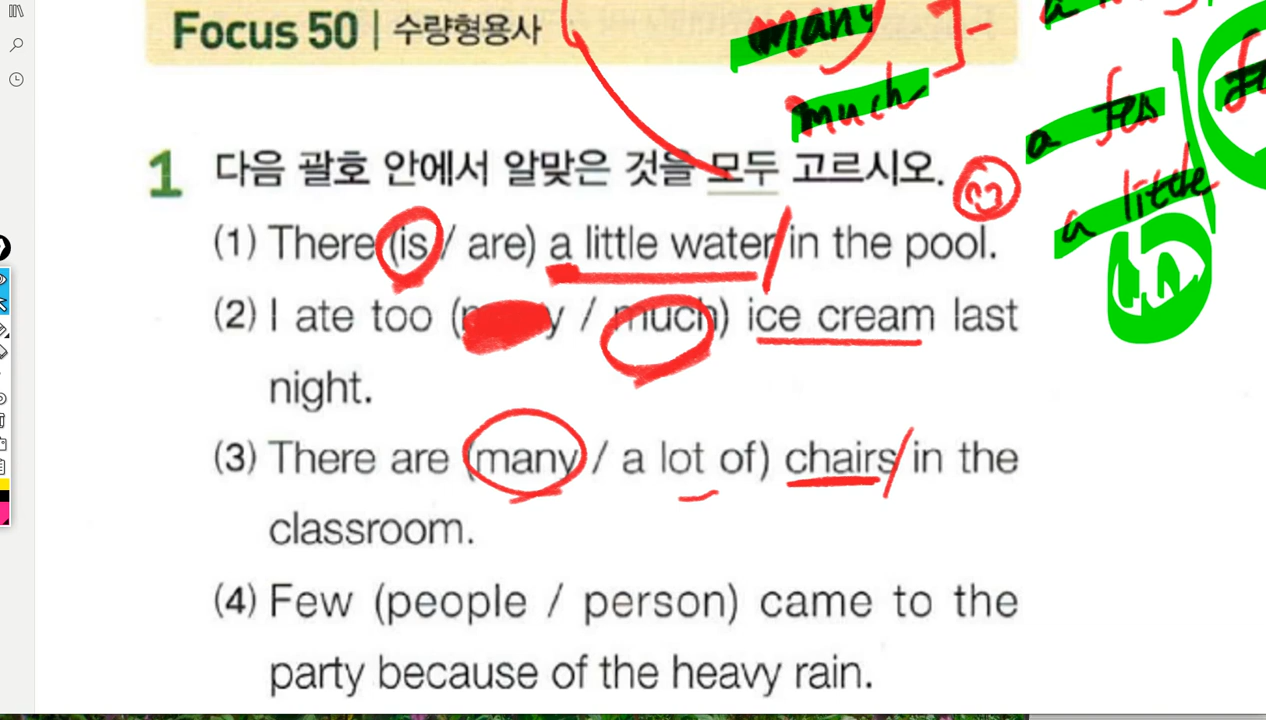 Focus 50 | 수량형용사
many
much
a few
a little
1 다음 괄호 안에서 알맞은 것을 모두 고르시오.
(1) There (is / are) a little water in the pool.
(2) I ate too (many / much) ice cream last
night.
(3) There are (many / a lot of) chairs in the
classroom.
(4) Few (people / person) came to the
party because of the heavy rain.